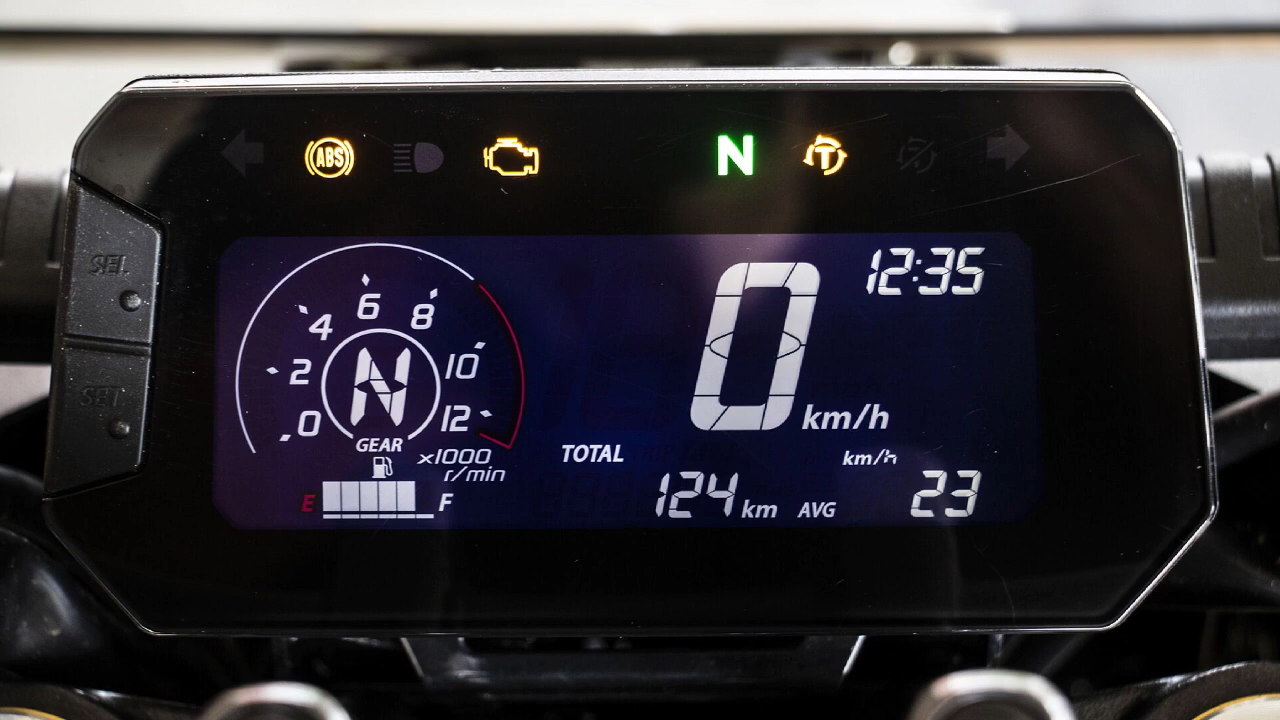 ABS
N
T
SEL
SET
12:35
0 km/h
0
2
4
6
8
10
12
N
GEAR
x1000
r/min
E
F
TOTAL
124 km
AVG
km/h
23